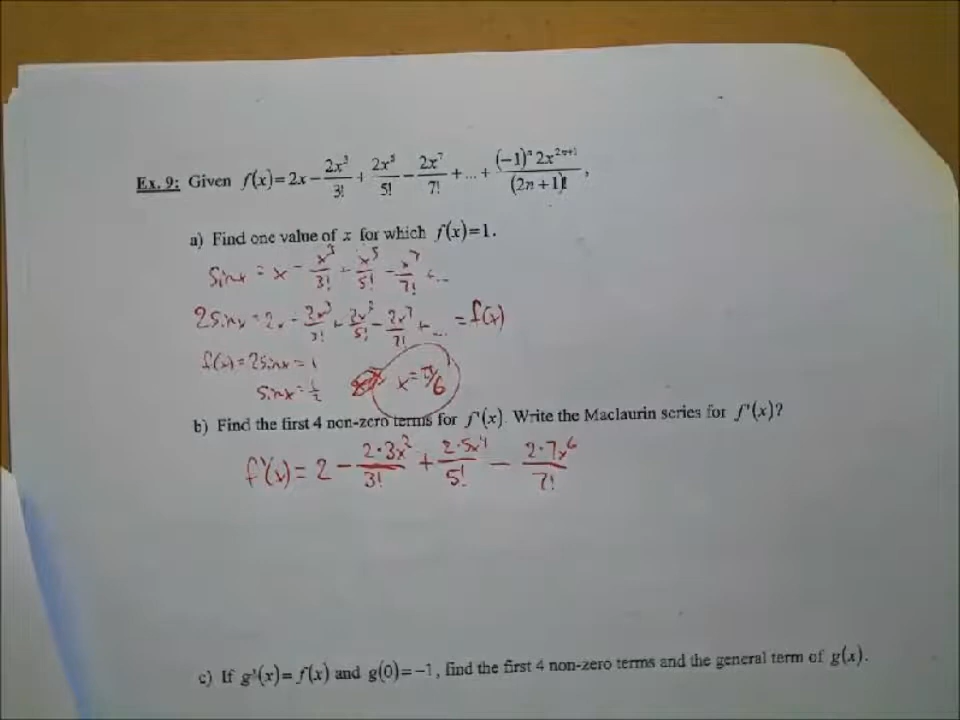 Ex. 9: Given f(x)=2x-2x³/3!+2x⁵/5!-2x⁷/7!+...+(-1)ⁿ2x²ⁿ⁺¹/(2n+1)!,
a) Find one value of x for which f(x)=1.
sinx = x - x³/3! + x⁵/5! - x⁷/7! + ...
2sinx = 2x - 2x³/3! + 2x⁵/5! - 2x⁷/7! + ... = f(x)
f(x) = 2sinx = 1
sinx = 1/2 x = π/6
b) Find the first 4 non-zero terms for f'(x). Write the Maclaurin series for f'(x)?
f'(x) = 2 - 2·3x²/3! + 2·5x⁴/5! - 2·7x⁶/7!
c) If g'(x)=f(x) and g(0)=-1, find the first 4 non-zero terms and the general term of g(x).